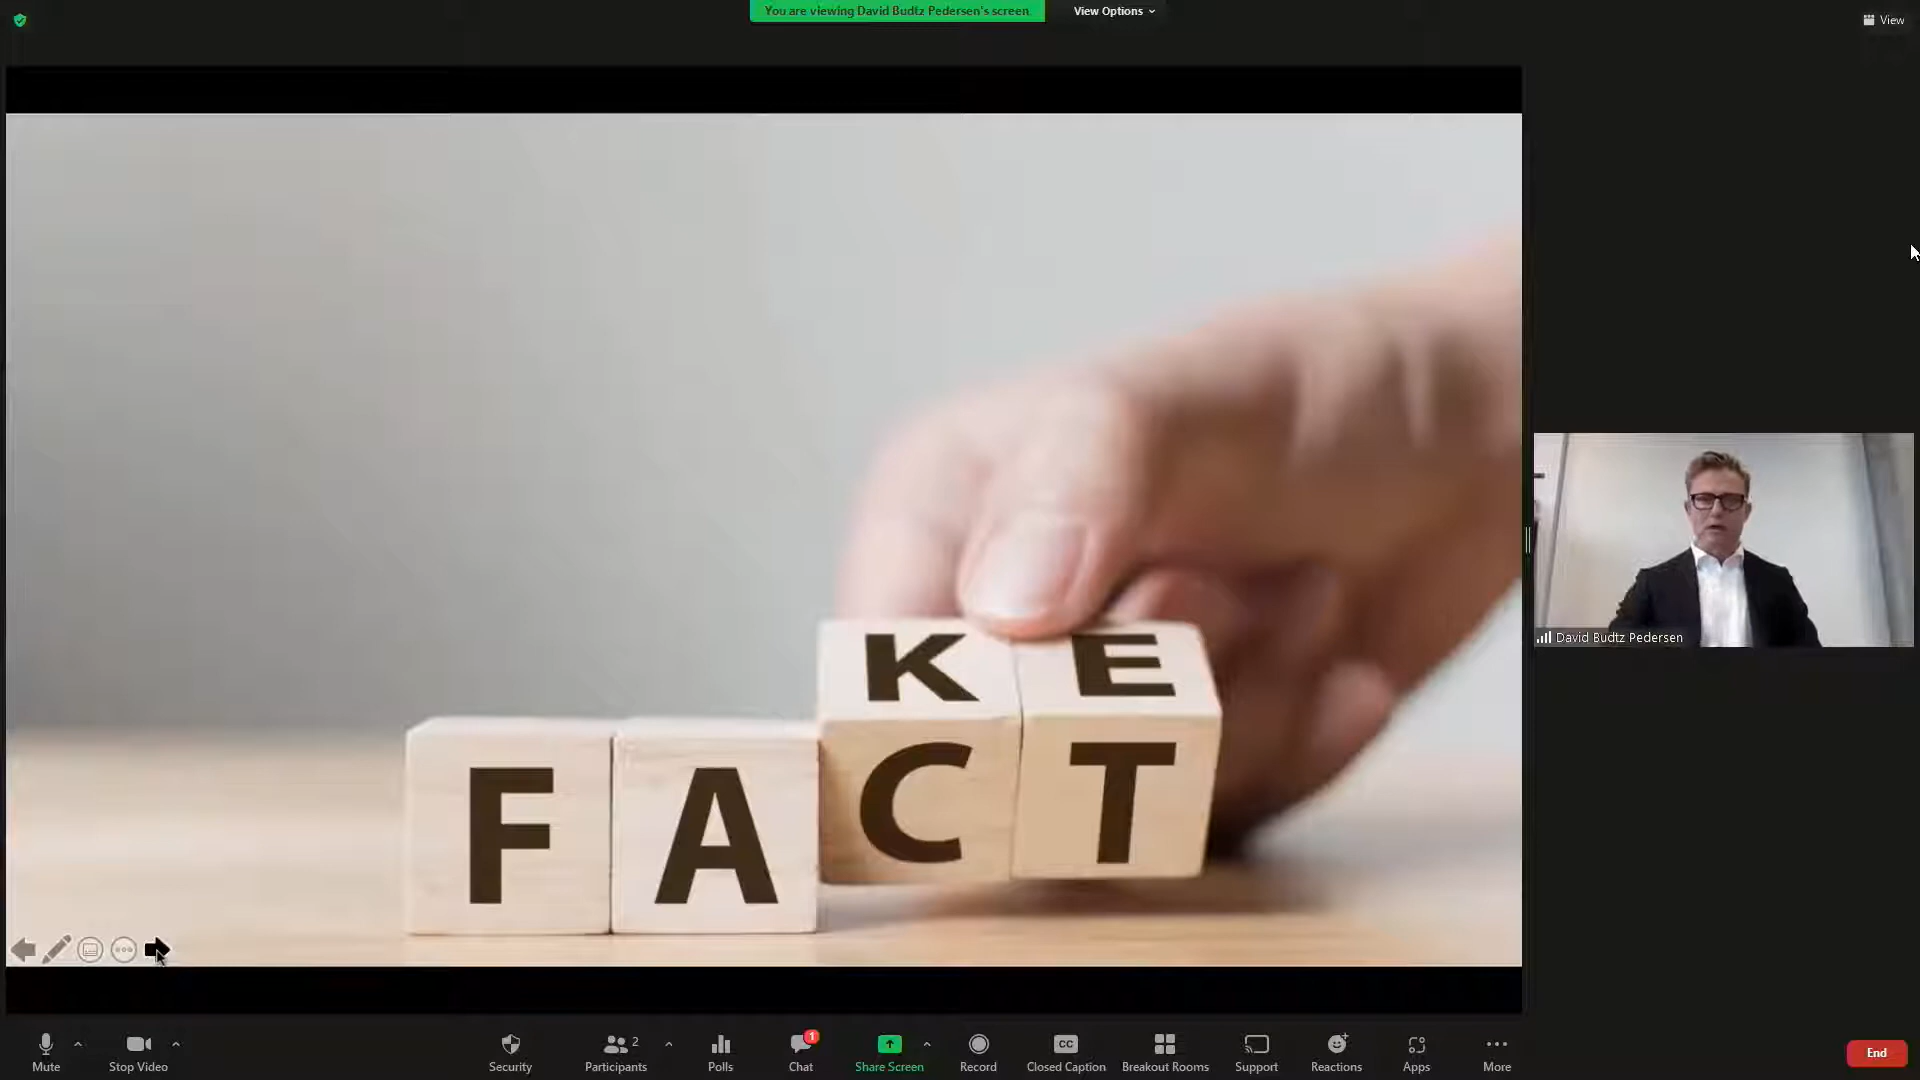 You are viewing David Budtz Pedersen's screen
View Options
View
K E
F A C T
David Budtz Pedersen
Mute
Stop Video
Security
Participants
2
Polls
Chat
1
Share Screen
Record
CC
Closed Caption
Breakout Rooms
Support
Reactions
Apps
More
End